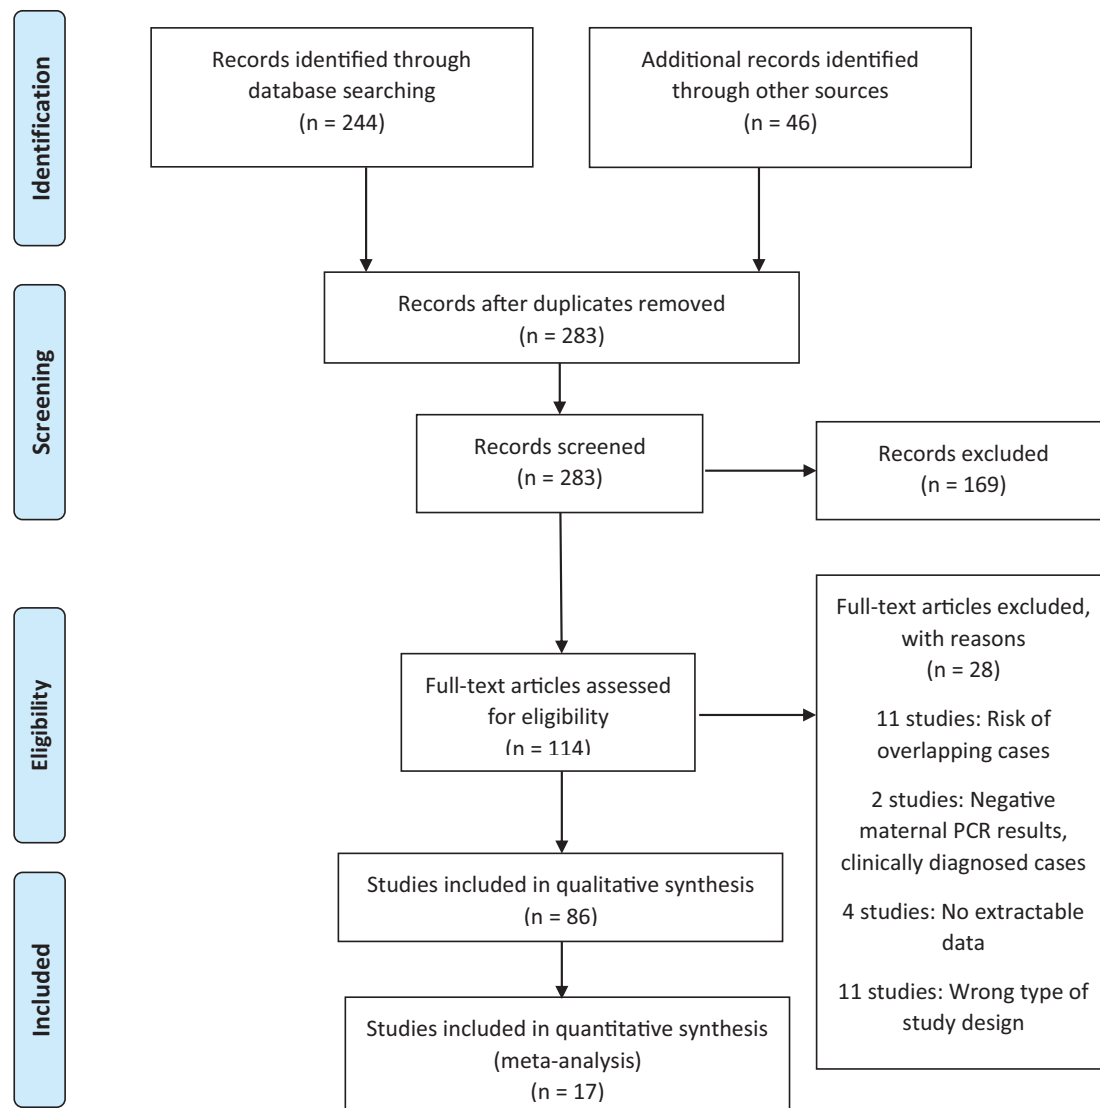 Identification
Records identified through
database searching
(n = 244)
Additional records identified
through other sources
(n = 46)
Screening
Records after duplicates removed
(n = 283)
Records screened
(n = 283)
Records excluded
(n = 169)
Eligibility
Full-text articles assessed
for eligibility
(n = 114)
Full-text articles excluded,
with reasons
(n = 28)
11 studies: Risk of
overlapping cases
2 studies: Negative
maternal PCR results,
clinically diagnosed cases
4 studies: No extractable
data
11 studies: Wrong type of
study design
Included
Studies included in qualitative synthesis
(n = 86)
Studies included in quantitative synthesis
(meta-analysis)
(n = 17)